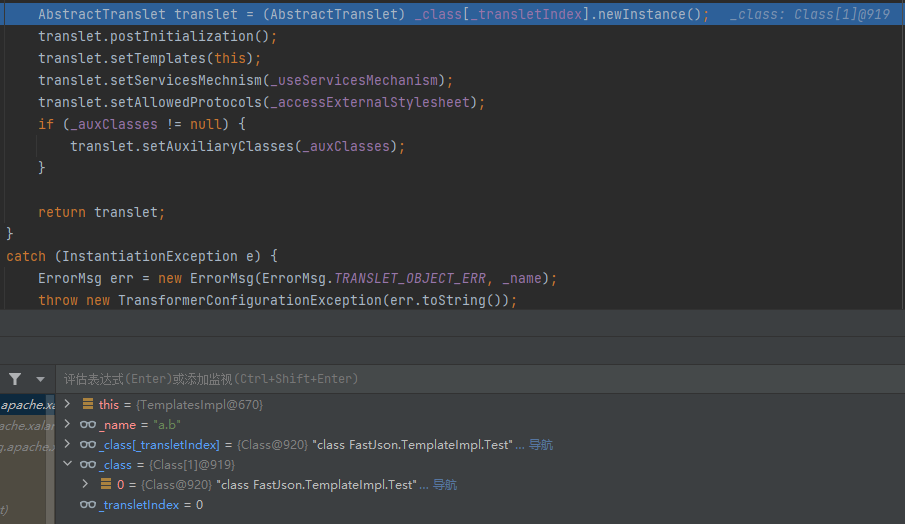 AbstractTranslet translet = (AbstractTranslet) _class[_transletIndex].newInstance(); _class: Class[1]@919
translet.postInitialization();
translet.setTemplates(this);
translet.setServicesMechnism(_useServicesMechanism);
translet.setAllowedProtocols(_accessExternalStylesheet);
if (_auxClasses != null) {
translet.setAuxiliaryClasses(_auxClasses);
}
return translet;
}
catch (InstantiationException e) {
ErrorMsg err = new ErrorMsg(ErrorMsg.TRANSLET_OBJECT_ERR, _name);
throw new TransformerConfigurationException(err.toString());
评估表达式(Enter)或添加监视(Ctrl+Shift+Enter)
apache.xa
this = {TemplatesImpl@670}
ache.xala
_name = "a.b"
g.apache.x
_class[_transletIndex] = {Class@920} "class FastJson.TemplateImpl.Test"... 导航
_class = {Class[1]@919}
0 = {Class@920} "class FastJson.TemplateImpl.Test"... 导航
t)
_transletIndex = 0